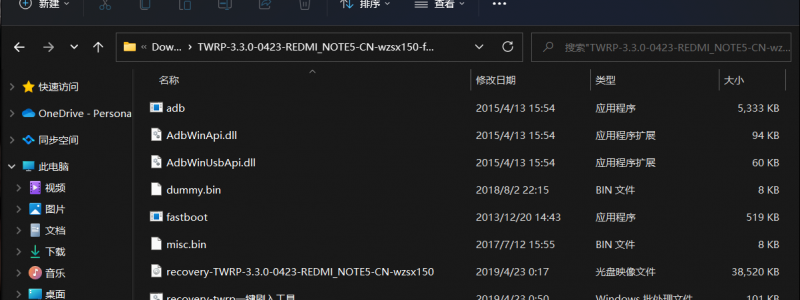 新建
排序
查看
Dow...
TWRP-3.3.0-0423-REDMI_NOTE5-CN-wzsx150-f...
搜索"TWRP-3.3.0-0423-REDMI_NOTE5-CN-wz...
名称 修改日期 类型 大小
快速访问
OneDrive - Persona
同步空间
此电脑
视频
图片
文档
下载
音乐
桌面
adb 2015/4/13 15:54 应用程序 5,333 KB
AdbWinApi.dll 2015/4/13 15:54 应用程序扩展 94 KB
AdbWinUsbApi.dll 2015/4/13 15:54 应用程序扩展 60 KB
dummy.bin 2018/8/2 22:15 BIN 文件 8 KB
fastboot 2013/12/20 14:43 应用程序 519 KB
misc.bin 2017/7/12 15:55 BIN 文件 8 KB
recovery-TWRP-3.3.0-0423-REDMI_NOTE5-CN-wzsx150 2019/4/23 0:17 光盘映像文件 38,520 KB
recovery-twrp一键刷入工具 2019/4/23 0:50 Windows 批处理文件 KB